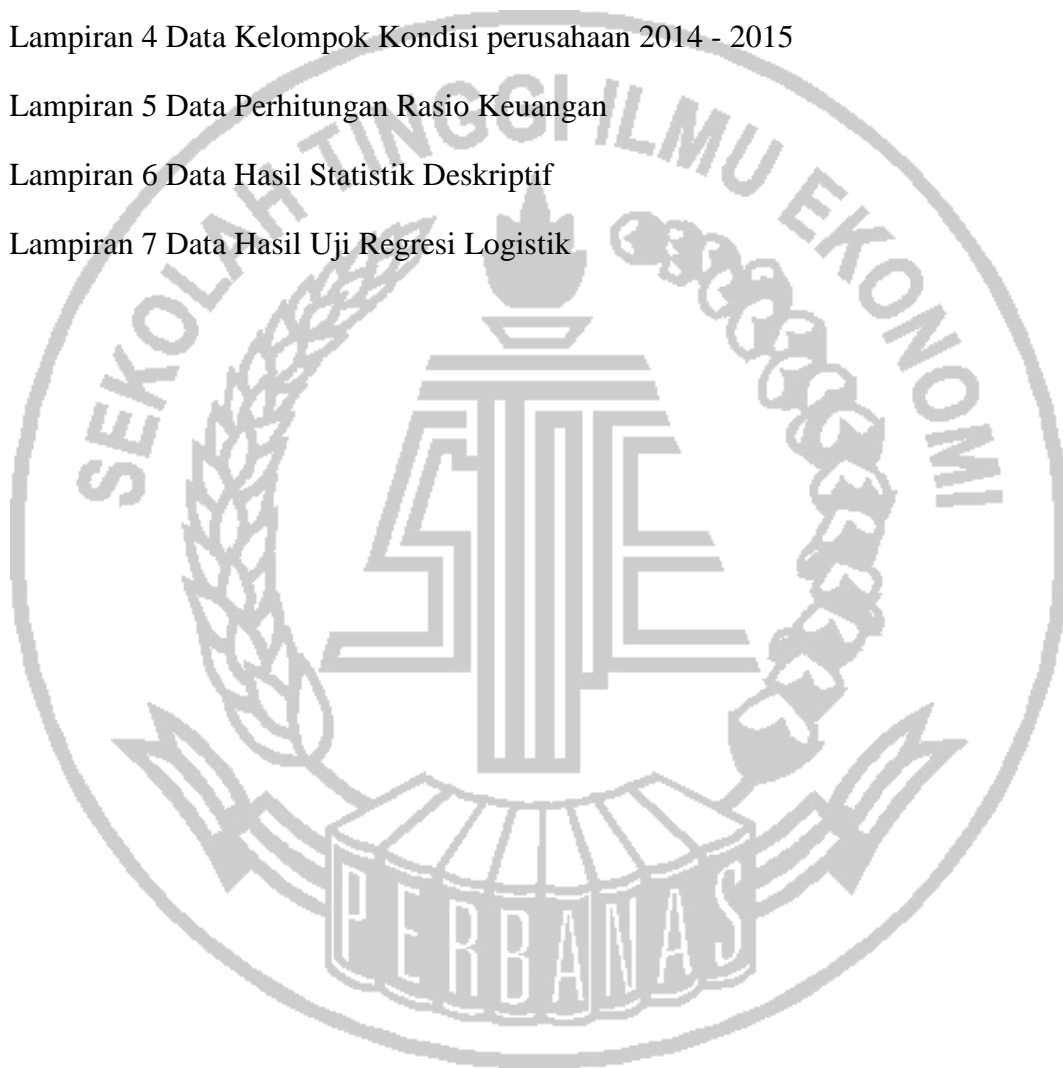 Lampiran 4 Data Kelompok Kondisi perusahaan 2014 - 2015
Lampiran 5 Data Perhitungan Rasio Keuangan
Lampiran 6 Data Hasil Statistik Deskriptif
Lampiran 7 Data Hasil Uji Regresi Logistik
SEKOLAH TINGGI ILMU EKONOMI
STIE
PERBANAS